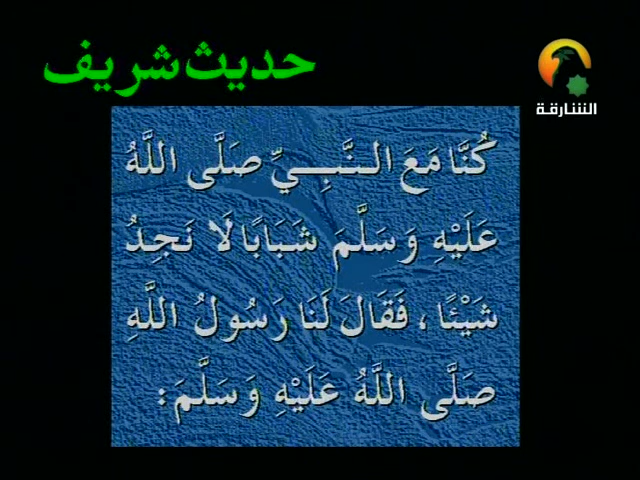 حديث شريف
الشارقة
كُنَّا مَعَ النَّبِيِّ صَلَّى اللَّهُ
عَلَيْهِ وَسَلَّمَ شَبَابًا لَا نَجِدُ
شَيْئًا، فَقَالَ لَنَا رَسُولُ اللَّهِ
صَلَّى اللَّهُ عَلَيْهِ وَسَلَّمَ: